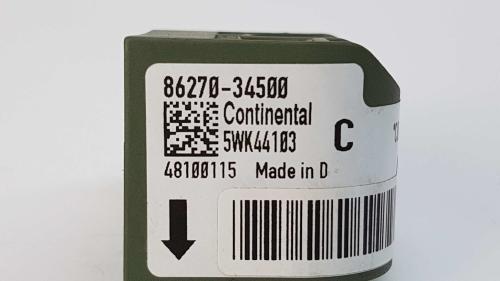 86270-34500
Continental
5WK44103
C
48100115 Made in D